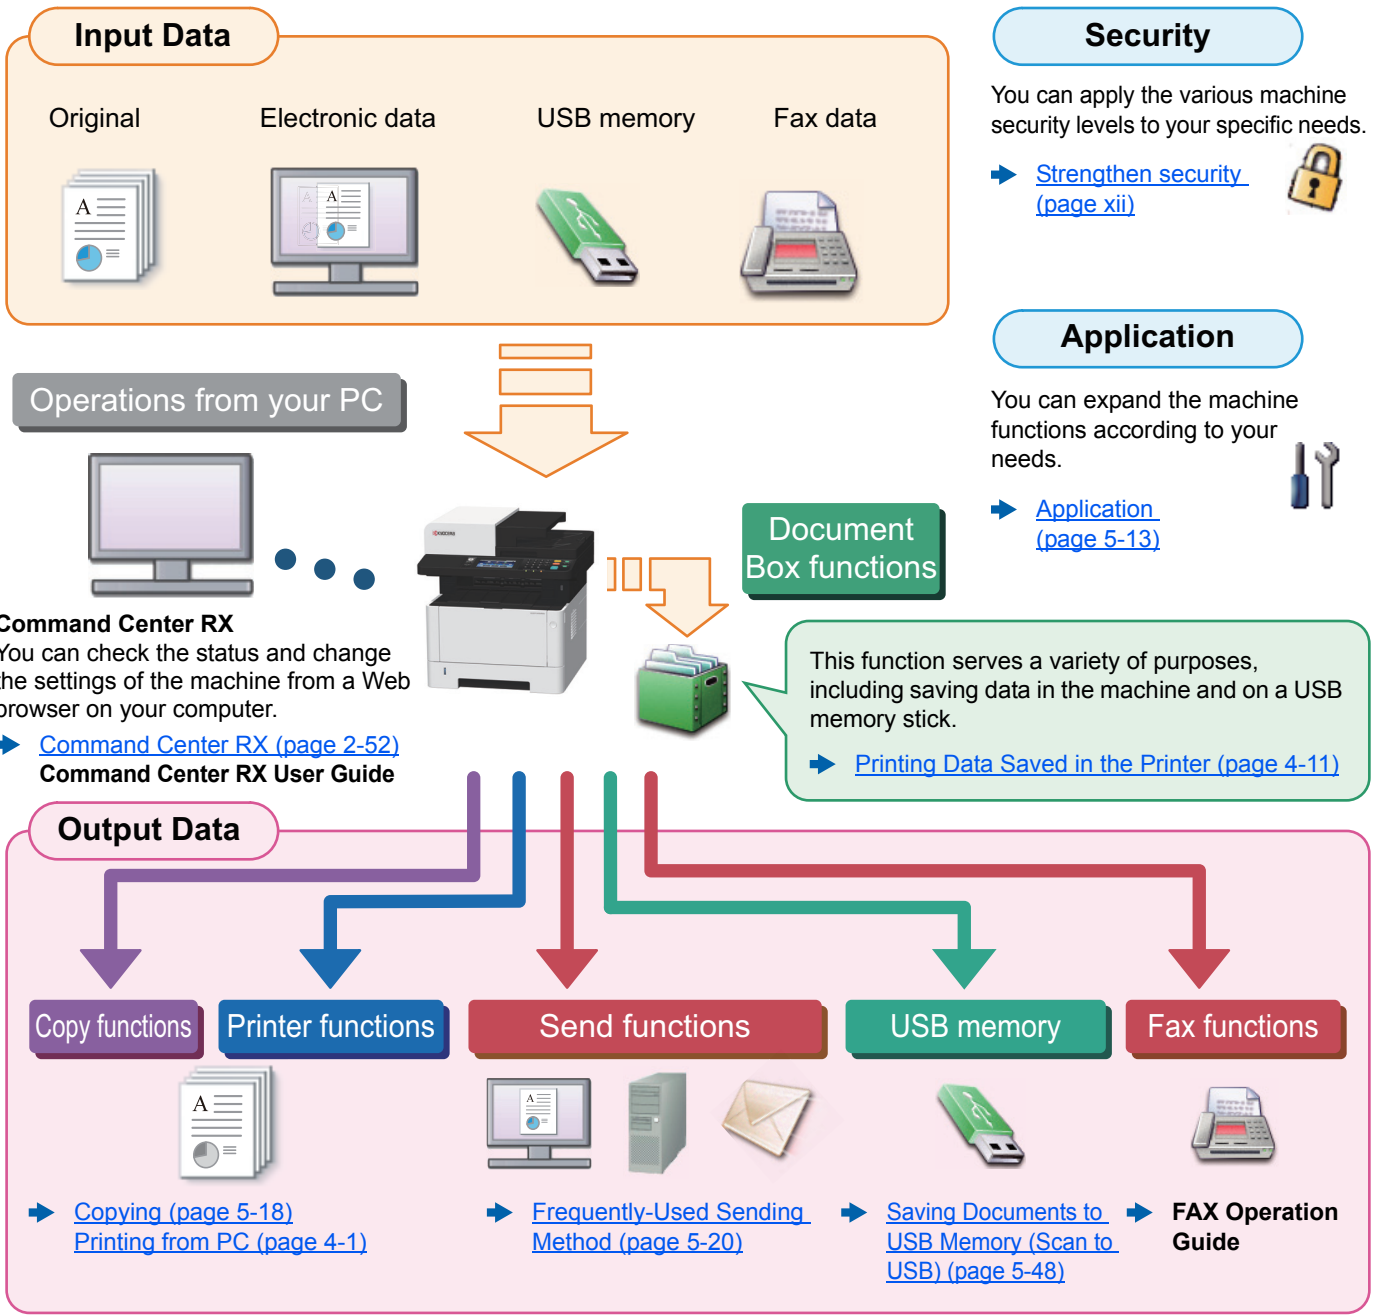 Input Data
Original
Electronic data
USB memory
Fax data
Security
You can apply the various machine
security levels to your specific needs.
Strengthen security
(page xii)
Application
You can expand the machine
functions according to your
needs.
Application
(page 5-13)
Operations from your PC
Command Center RX
You can check the status and change
the settings of the machine from a Web
browser on your computer.
Command Center RX (page 2-52)
Command Center RX User Guide
KYOCERA
Document
Box functions
This function serves a variety of purposes,
including saving data in the machine and on a USB
memory stick.
Printing Data Saved in the Printer (page 4-11)
Output Data
Copy functions
Printer functions
Send functions
USB memory
Fax functions
Copying (page 5-18)
Printing from PC (page 4-1)
Frequently-Used Sending
Method (page 5-20)
Saving Documents to
USB Memory (Scan to
USB) (page 5-48)
FAX Operation
Guide